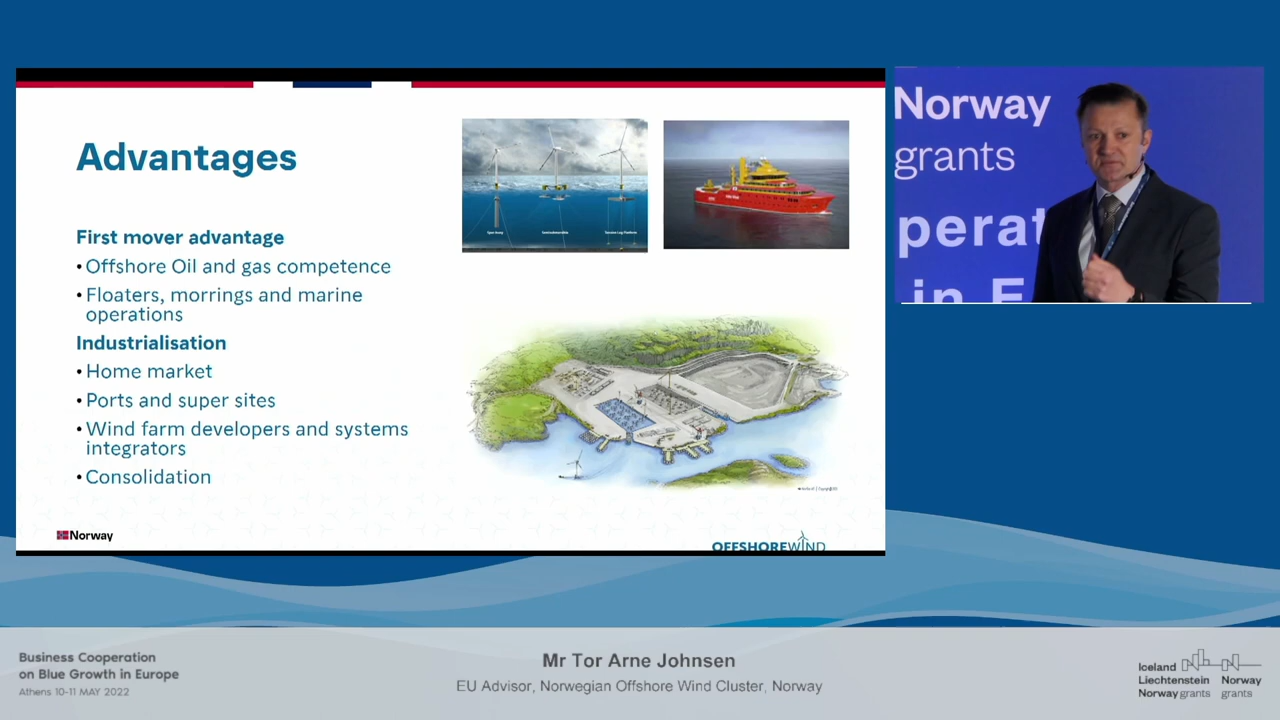 Advantages
First mover advantage
• Offshore Oil and gas competence
• Floaters, morrings and marine
operations
Industrialisation
• Home market
• Ports and super sites
• Wind farm developers and systems
integrators
• Consolidation
Norway
OFFSHOREWIND
Norway
grants
perat
in E
Business Cooperation
on Blue Growth in Europe
Athens 10-11 MAY 2022
Mr Tor Arne Johnsen
EU Advisor, Norwegian Offshore Wind Cluster, Norway
Iceland
Liechtenstein
Norway grants
Norway
grants